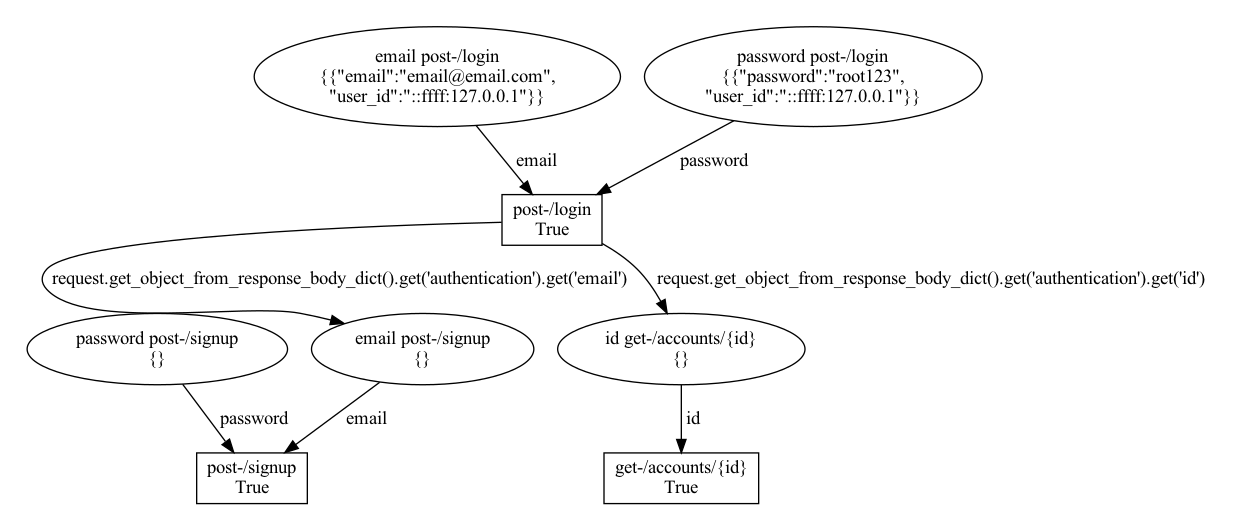 email post-/login
{{"email":"email@email.com",
"user_id":"::ffff:127.0.0.1"}}
password post-/login
{{"password":"root123",
"user_id":"::ffff:127.0.0.1"}}
email
password
post-/login
True
request.get_object_from_response_body_dict().get('authentication').get('email')
request.get_object_from_response_body_dict().get('authentication').get('id')
password post-/signup
{}
email post-/signup
{}
id get-/accounts/{id}
{}
password
email
id
post-/signup
True
get-/accounts/{id}
True